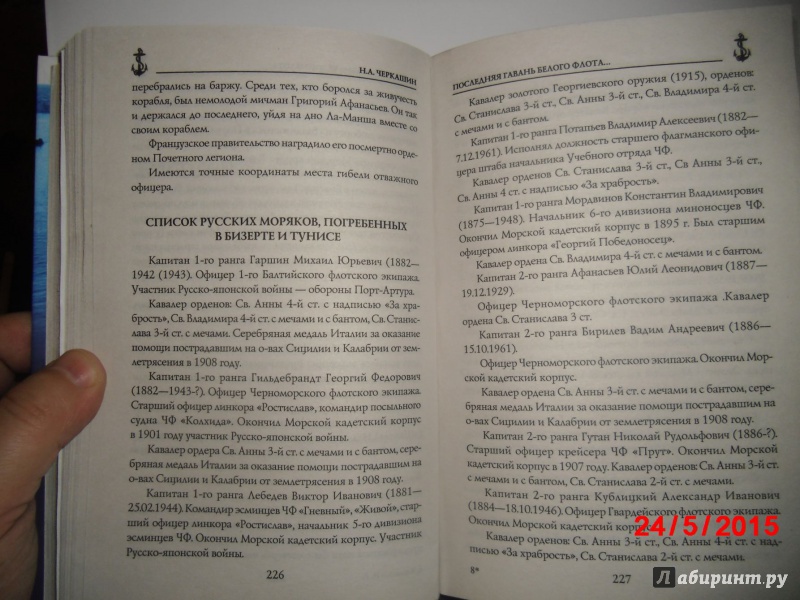 Н.А. ЧЕРКАШИН
перебрались на баржу. Среди тех, кто боролся за живучесть
корабля, был немолодой мичман Григорий Афанасьев. Он так
и держался до последнего, уйдя на дно Ла-Манша вместе со
своим кораблем.
Французское правительство наградило его посмертно орде-
ном Почетного легиона.
Имеются точные координаты места гибели отважного
офицера.
СПИСОК РУССКИХ МОРЯКОВ, ПОГРЕБЕННЫХ
В БИЗЕРТЕ И ТУНИСЕ
Капитан 1-го ранга Гаршин Михаил Юрьевич (1882—
1942 (1943). Офицер 1-го Балтийского флотского экипажа.
Участник Русско-японской войны — обороны Порт-Артура.
Кавалер орденов: Св. Анны 4-й ст. с надписью «За хра-
брость», Св. Владимира 4-й ст. с мечами и с бантом, Св. Стани-
слава 3-й ст. с мечами. Серебряная медаль Италии за оказание
помощи пострадавшим на о-вах Сицилии и Калабрии от зем-
летрясения в 1908 году.
Капитан 1-го ранга Гильдебрандт Георгий Федорович
(1882—1943-?). Офицер Черноморского флотского экипажа.
Старший офицер линкора «Ростислав», командир посыльного
судна ЧФ «Колхида». Окончил Морской кадетский корпус
в 1901 году участник Русско-японской войны.
Кавалер ордера Св. Анны 3-й ст. с мечами и с бантом, сере-
бряная медаль Италии за оказание помощи пострадавшим на
о-вах Сицилии и Калабрии от землетрясения в 1908 году.
Капитан 1-го ранга Лебедев Виктор Иванович (1881—
25.02.1944). Командир эсминцев ЧФ «Гневный», «Живой», стар-
ший офицер линкора «Ростислав», начальник 5-го дивизиона
эсминцев ЧФ. Окончил Морской кадетский корпус. Участник
Русско-японской войны.
226
ПОСЛЕДНЯЯ ГАВАНЬ БЕЛОГО ФЛОТА...
Кавалер золотого Георгиевского оружия (1915), орденов:
Св. Станислава 3-й ст., Св. Анны 3-й ст., Св. Владимира 4-й ст.
с мечами и с бантом.
Капитан 1-го ранга Потапьев Владимир Алексеевич (1882—
7.12.1961). Исполнял должность старшего флагманского офи-
цера штаба начальника Учебного отряда ЧФ.
Кавалер орденов Св. Станислава 3-й ст., Св Анны 3-й ст.,
Св. Анны 4 ст. с надписью «За храбрость».
Капитан 1-го ранга Мордвинов Константин Владимирович
(1875—1948). Начальник 6-го дивизиона миноносцев ЧФ.
Окончил Морской кадетский корпус в 1895 г. Был старшим
офицером линкора «Георгий Победоносец».
Кавалер ордена Св. Владимира 4-й ст. с мечами и с бантом.
Капитан 2-го ранга Афанасьев Юлий Леонидович (1887—
19.12.1929).
Офицер Черноморского флотского экипажа .Кавалер
ордена Св. Станислава 3 ст.
Капитан 2-го ранга Бирилев Вадим Андреевич (1886—
15.10.1961).
Офицер Черноморского флотского экипажа. Окончил Мор-
ской кадетский корпус.
Кавалер ордена Св. Анны 3-й ст. с мечами и с бантом, сере-
бряная медаль Италии за оказание помощи пострадавшим на
о-вах Сицилии и Калабрии от землетрясения в 1908 году.
Капитан 2-го ранга Гутан Николай Рудольфович (1886-?).
Старший офицер крейсера ЧФ «Прут». Окончил Морской
кадетский корпус в 1907 году. Кавалер орденов: Св. Анны 3-й ст.
с мечами и с бантом, Св. Станислава 2-й ст. с мечами.
Капитан 2-го ранга Кублицкий Александр Иванович
(1884—18.10.1946). Офицер Гвардейского флотского экипажа.
Окончил Морской кадетский корпус
Кавалер орденов: Св. Анны 4-й ст. с мечами и с над-
писью «За храбрость», Св. Станислава 2-й ст. с мечами.
8*
227
24/5/2015
Лабиринт.ру